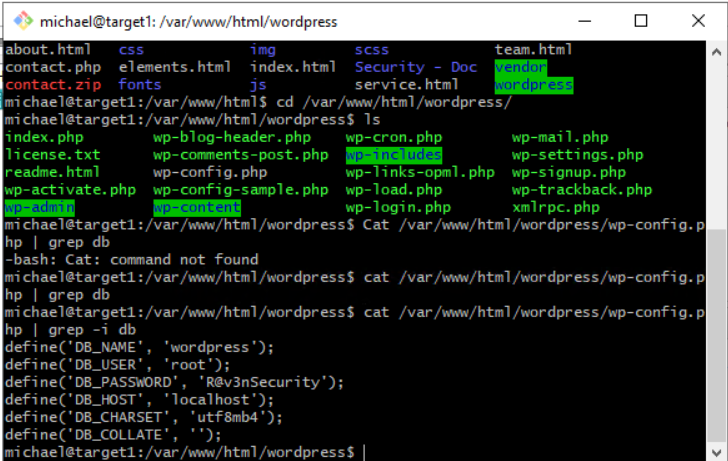 michael@target1: /var/www/html/wordpress
about.html css img scss team.html
contact.php elements.html index.html Security - Doc vendor
contact.zip fonts js service.html wordpress
michael@target1:/var/www/html$ cd /var/www/html/wordpress/
michael@target1:/var/www/html/wordpress$ ls
index.php wp-blog-header.php wp-cron.php wp-mail.php
license.txt wp-comments-post.php wp-includes wp-settings.php
readme.html wp-config.php wp-links-opml.php wp-signup.php
wp-activate.php wp-config-sample.php wp-load.php wp-trackback.php
wp-admin wp-content wp-login.php xmlrpc.php
michael@target1:/var/www/html/wordpress$ Cat /var/www/html/wordpress/wp-config.p
hp | grep db
-bash: Cat: command not found
michael@target1:/var/www/html/wordpress$ cat /var/www/html/wordpress/wp-config.p
hp | grep db
michael@target1:/var/www/html/wordpress$ cat /var/www/html/wordpress/wp-config.p
hp | grep -i db
define('DB_NAME', 'wordpress');
define('DB_USER', 'root');
define('DB_PASSWORD', 'R@v3nSecurity');
define('DB_HOST', 'localhost');
define('DB_CHARSET', 'utf8mb4');
define('DB_COLLATE', '');
michael@target1:/var/www/html/wordpress$